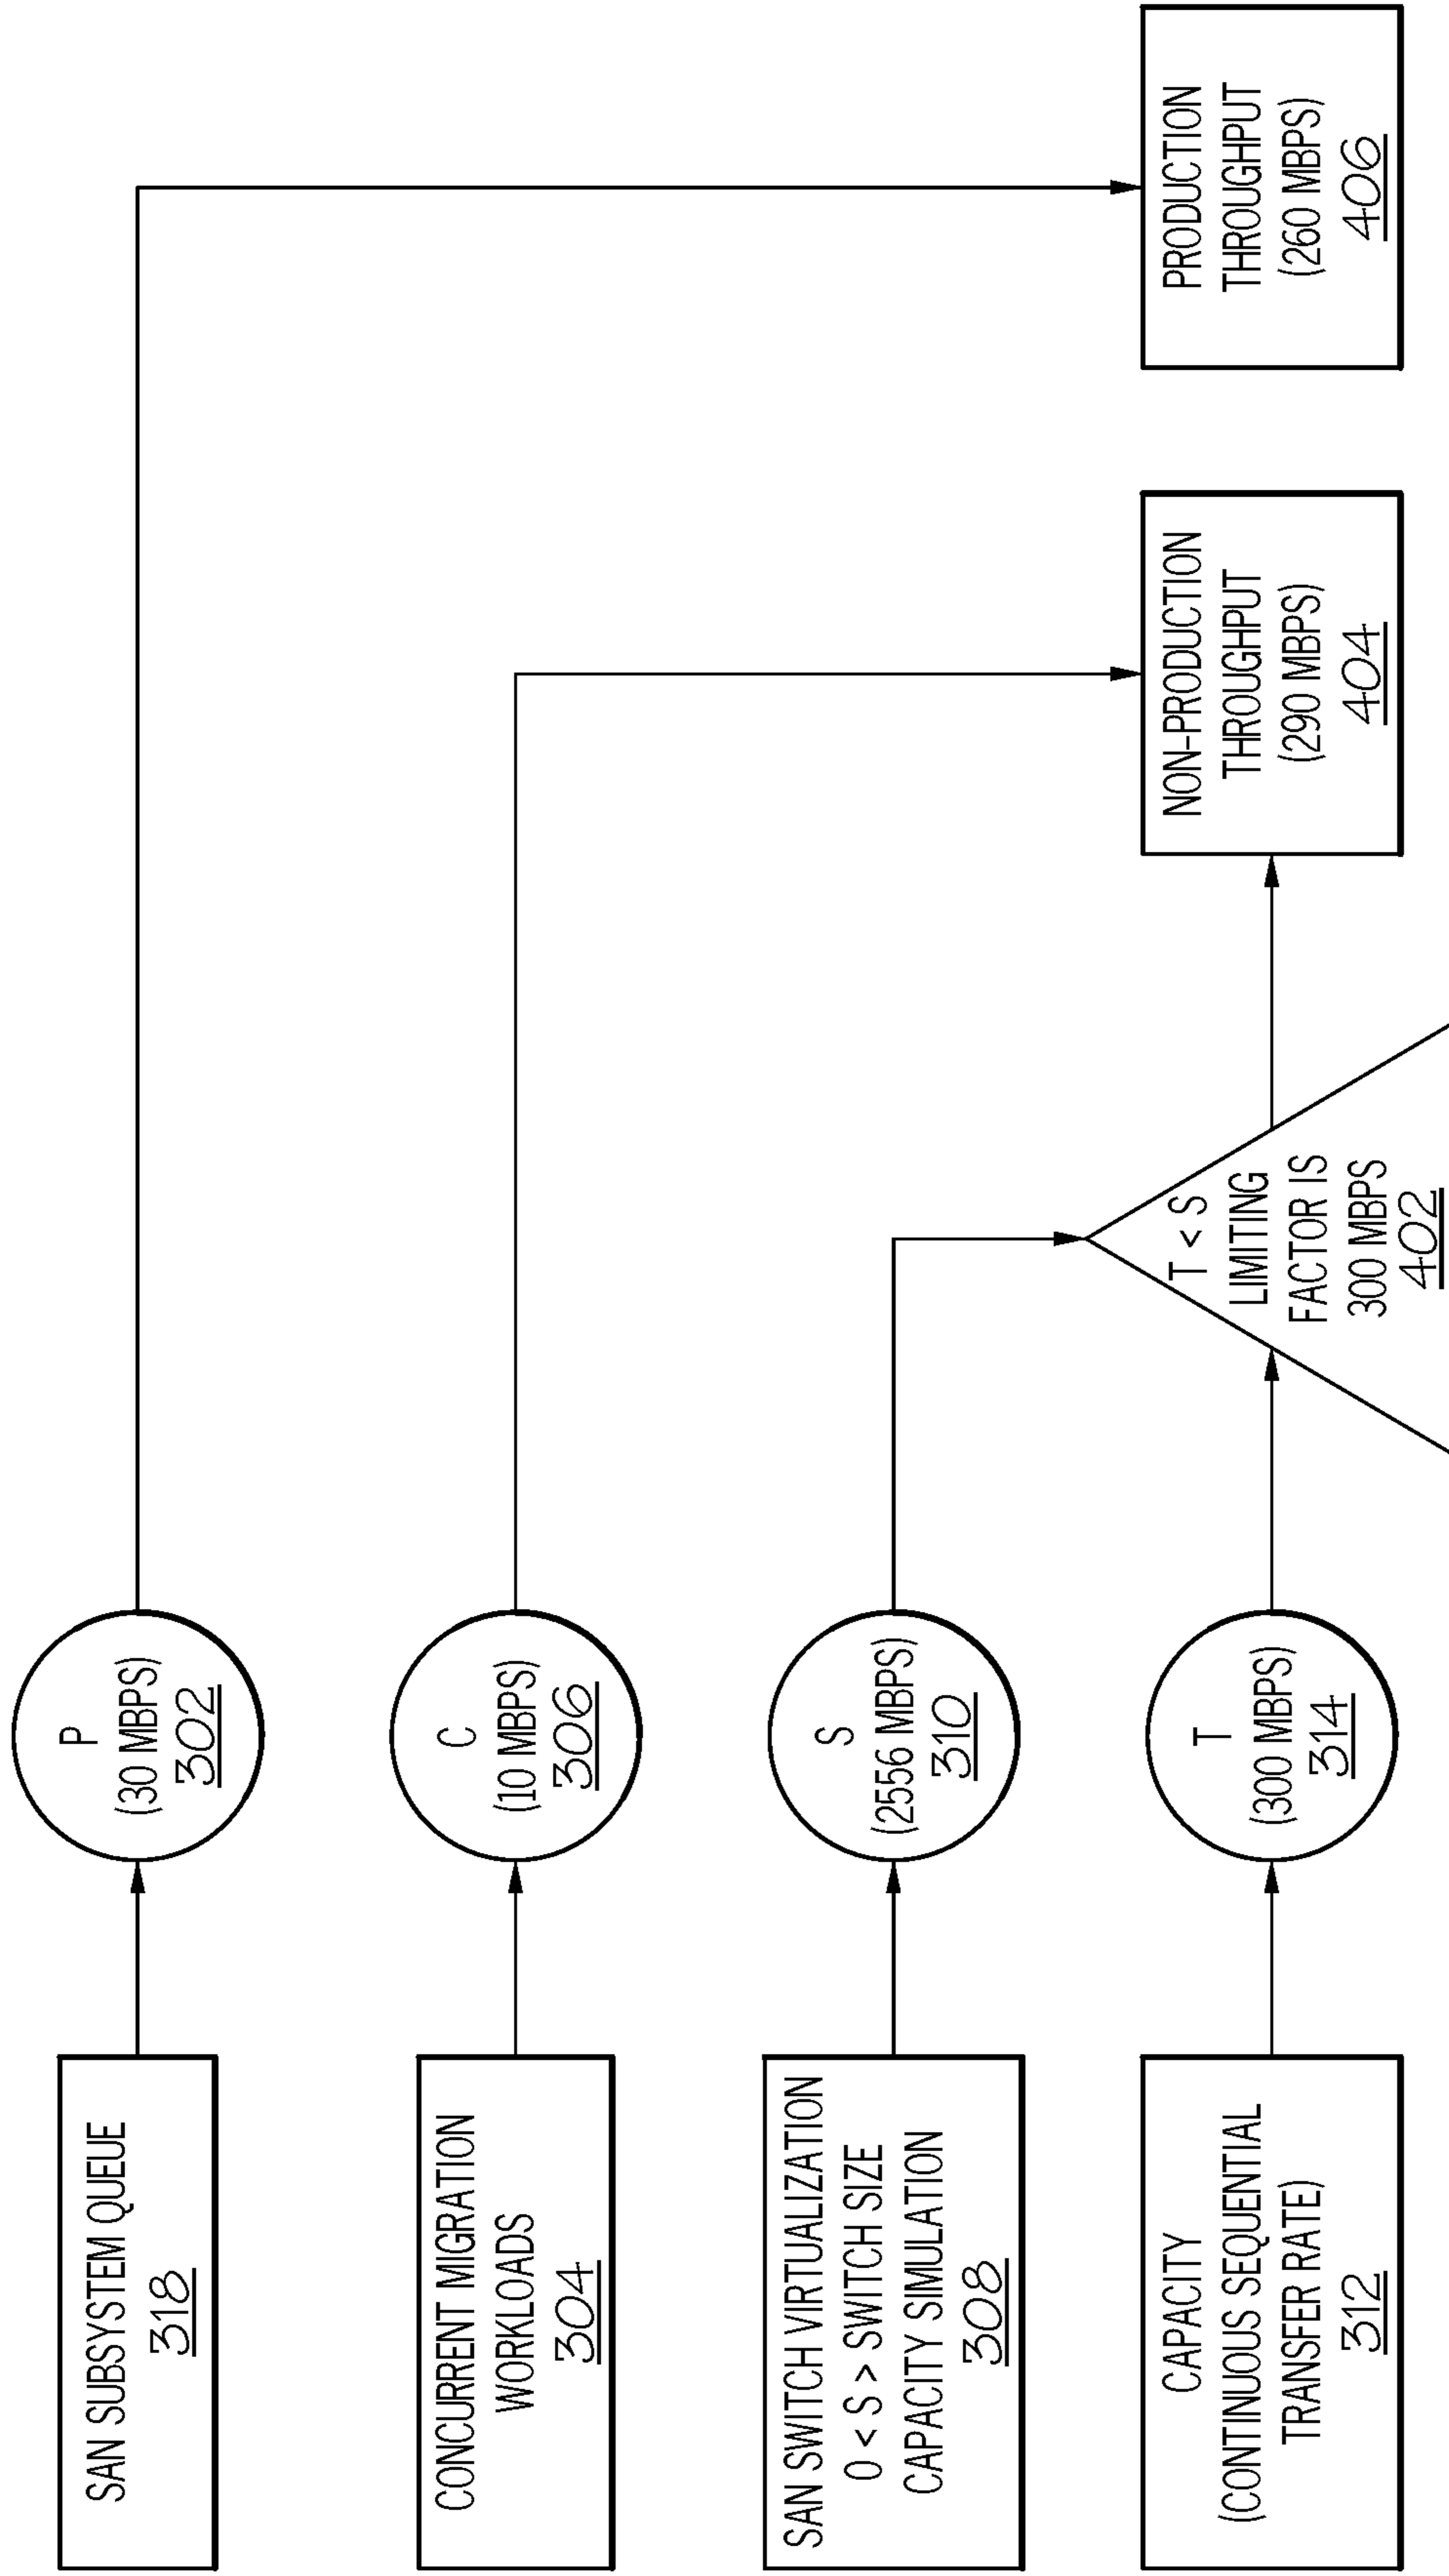 SAN SUBSYSTEM QUEUE
318
P
(30 MBPS)
302
CONCURRENT MIGRATION
WORKLOADS
304
C
(10 MBPS)
306
SAN SWITCH VIRTUALIZATION
0 < S > SWITCH SIZE
CAPACITY SIMULATION
308
S
(2556 MBPS)
310
CAPACITY
(CONTINUOUS SEQUENTIAL
TRANSFER RATE)
312
T
(300 MBPS)
314
T < S
LIMITING
FACTOR IS
300 MBPS
402
NON-PRODUCTION
THROUGHPUT
(290 MBPS)
404
PRODUCTION
THROUGHPUT
(260 MBPS)
406